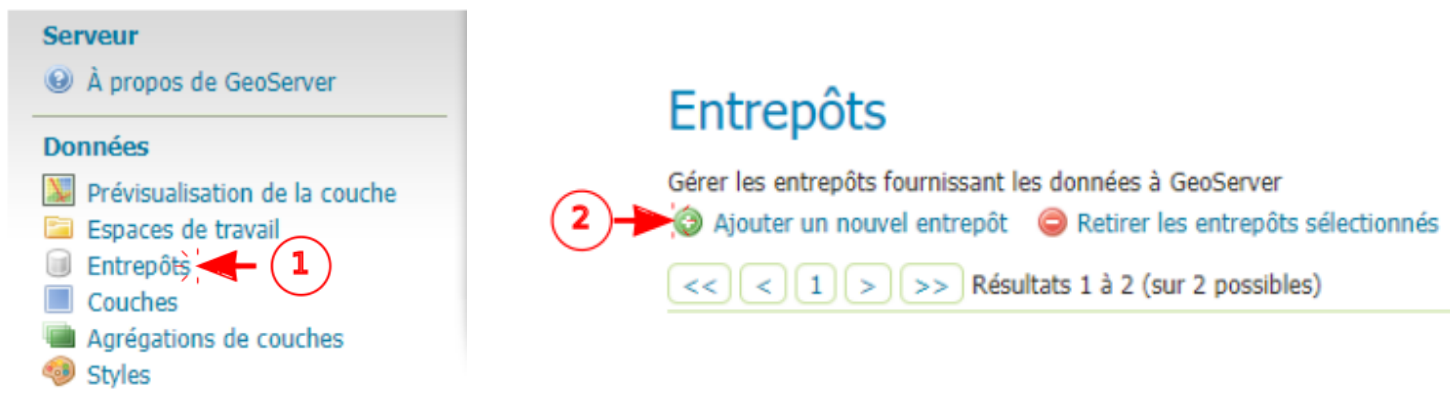 Serveur
À propos de GeoServer
Données
Prévisualisation de la couche
Espaces de travail
Entrepôts
1
Couches
Agrégations de couches
Styles
Entrepôts
Gérer les entrepôts fournissant les données à GeoServer
2 Ajouter un nouvel entrepôt Retirer les entrepôts sélectionnés
<< < 1 > >> Résultats 1 à 2 (sur 2 possibles)